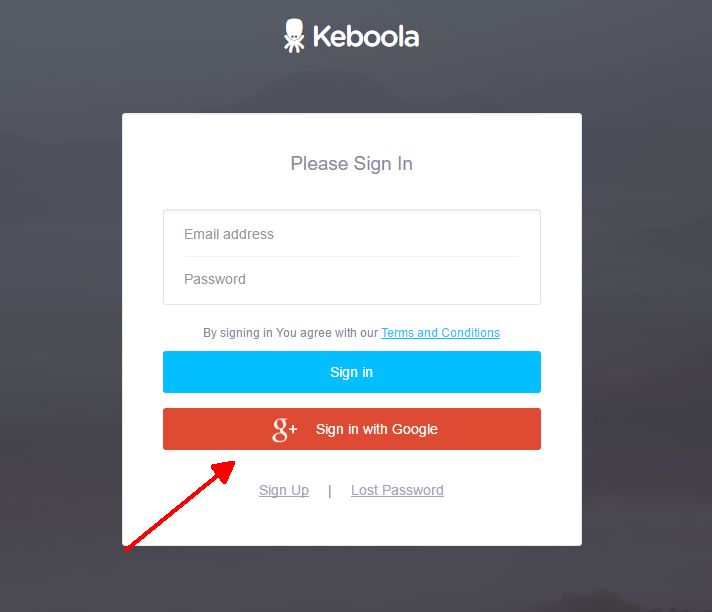 Keboola
Please Sign In
Email address
Password
By signing in You agree with our Terms and Conditions
Sign in
g+ Sign in with Google
Sign Up | Lost Password